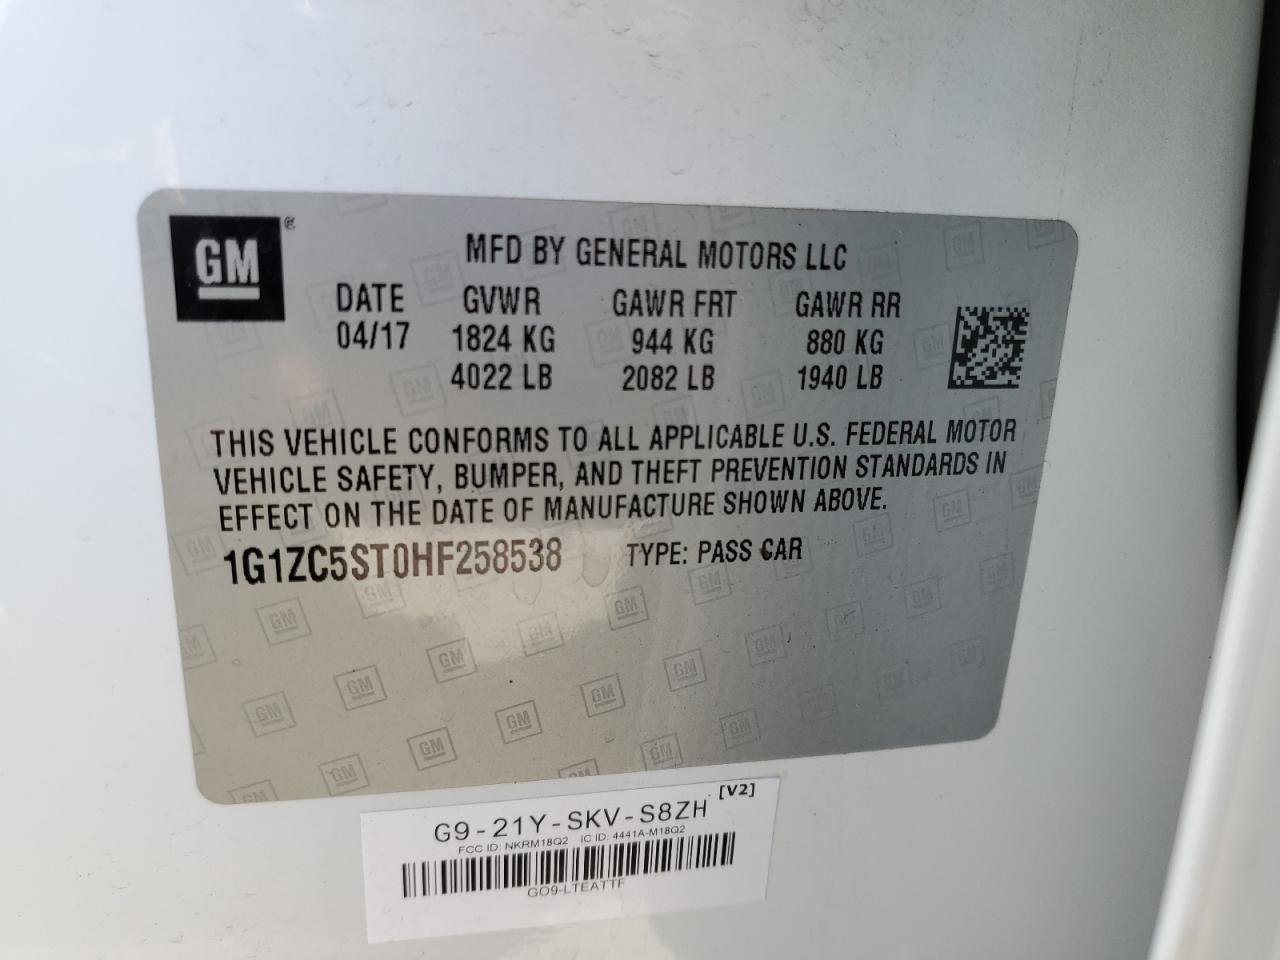 GM ®
MFD BY GENERAL MOTORS LLC
DATE GVWR GAWR FRT GAWR RR
04/17 1824 KG 944 KG 880 KG
4022 LB 2082 LB 1940 LB
THIS VEHICLE CONFORMS TO ALL APPLICABLE U.S. FEDERAL MOTOR
VEHICLE SAFETY, BUMPER, AND THEFT PREVENTION STANDARDS IN
EFFECT ON THE DATE OF MANUFACTURE SHOWN ABOVE.
1G1ZC5ST0HF258538 TYPE: PASS CAR
[V2]
G9-21Y-SKV-S8ZH
FCC ID: NKRM18Q2 IC ID: 4441A-M18Q2
GO9-LTEATTF